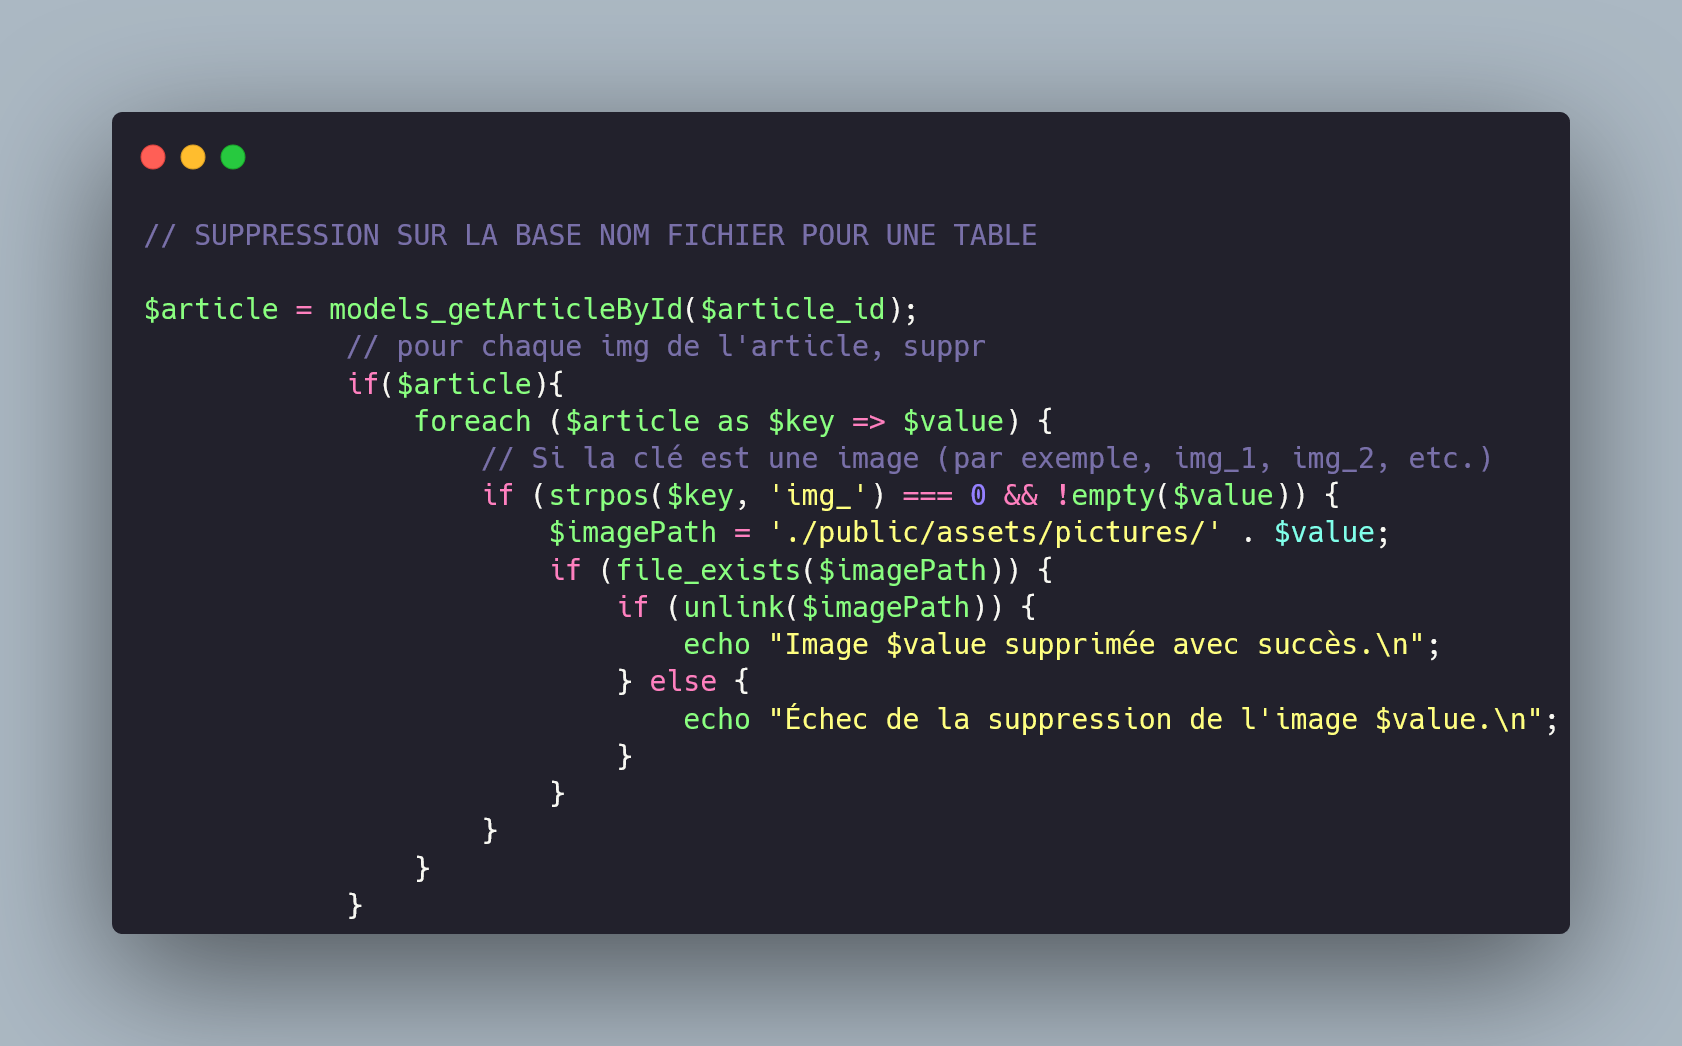 // SUPPRESSION SUR LA BASE NOM FICHIER POUR UNE TABLE
$article = models_getArticleById($article_id);
// pour chaque img de l'article, suppr
if($article){
foreach ($article as $key => $value) {
// Si la clé est une image (par exemple, img_1, img_2, etc.)
if (strpos($key, 'img_') === 0 && !empty($value)) {
$imagePath = './public/assets/pictures/' . $value;
if (file_exists($imagePath)) {
if (unlink($imagePath)) {
echo "Image $value supprimée avec succès.\n";
} else {
echo "Échec de la suppression de l'image $value.\n";
}
}
}
}
}